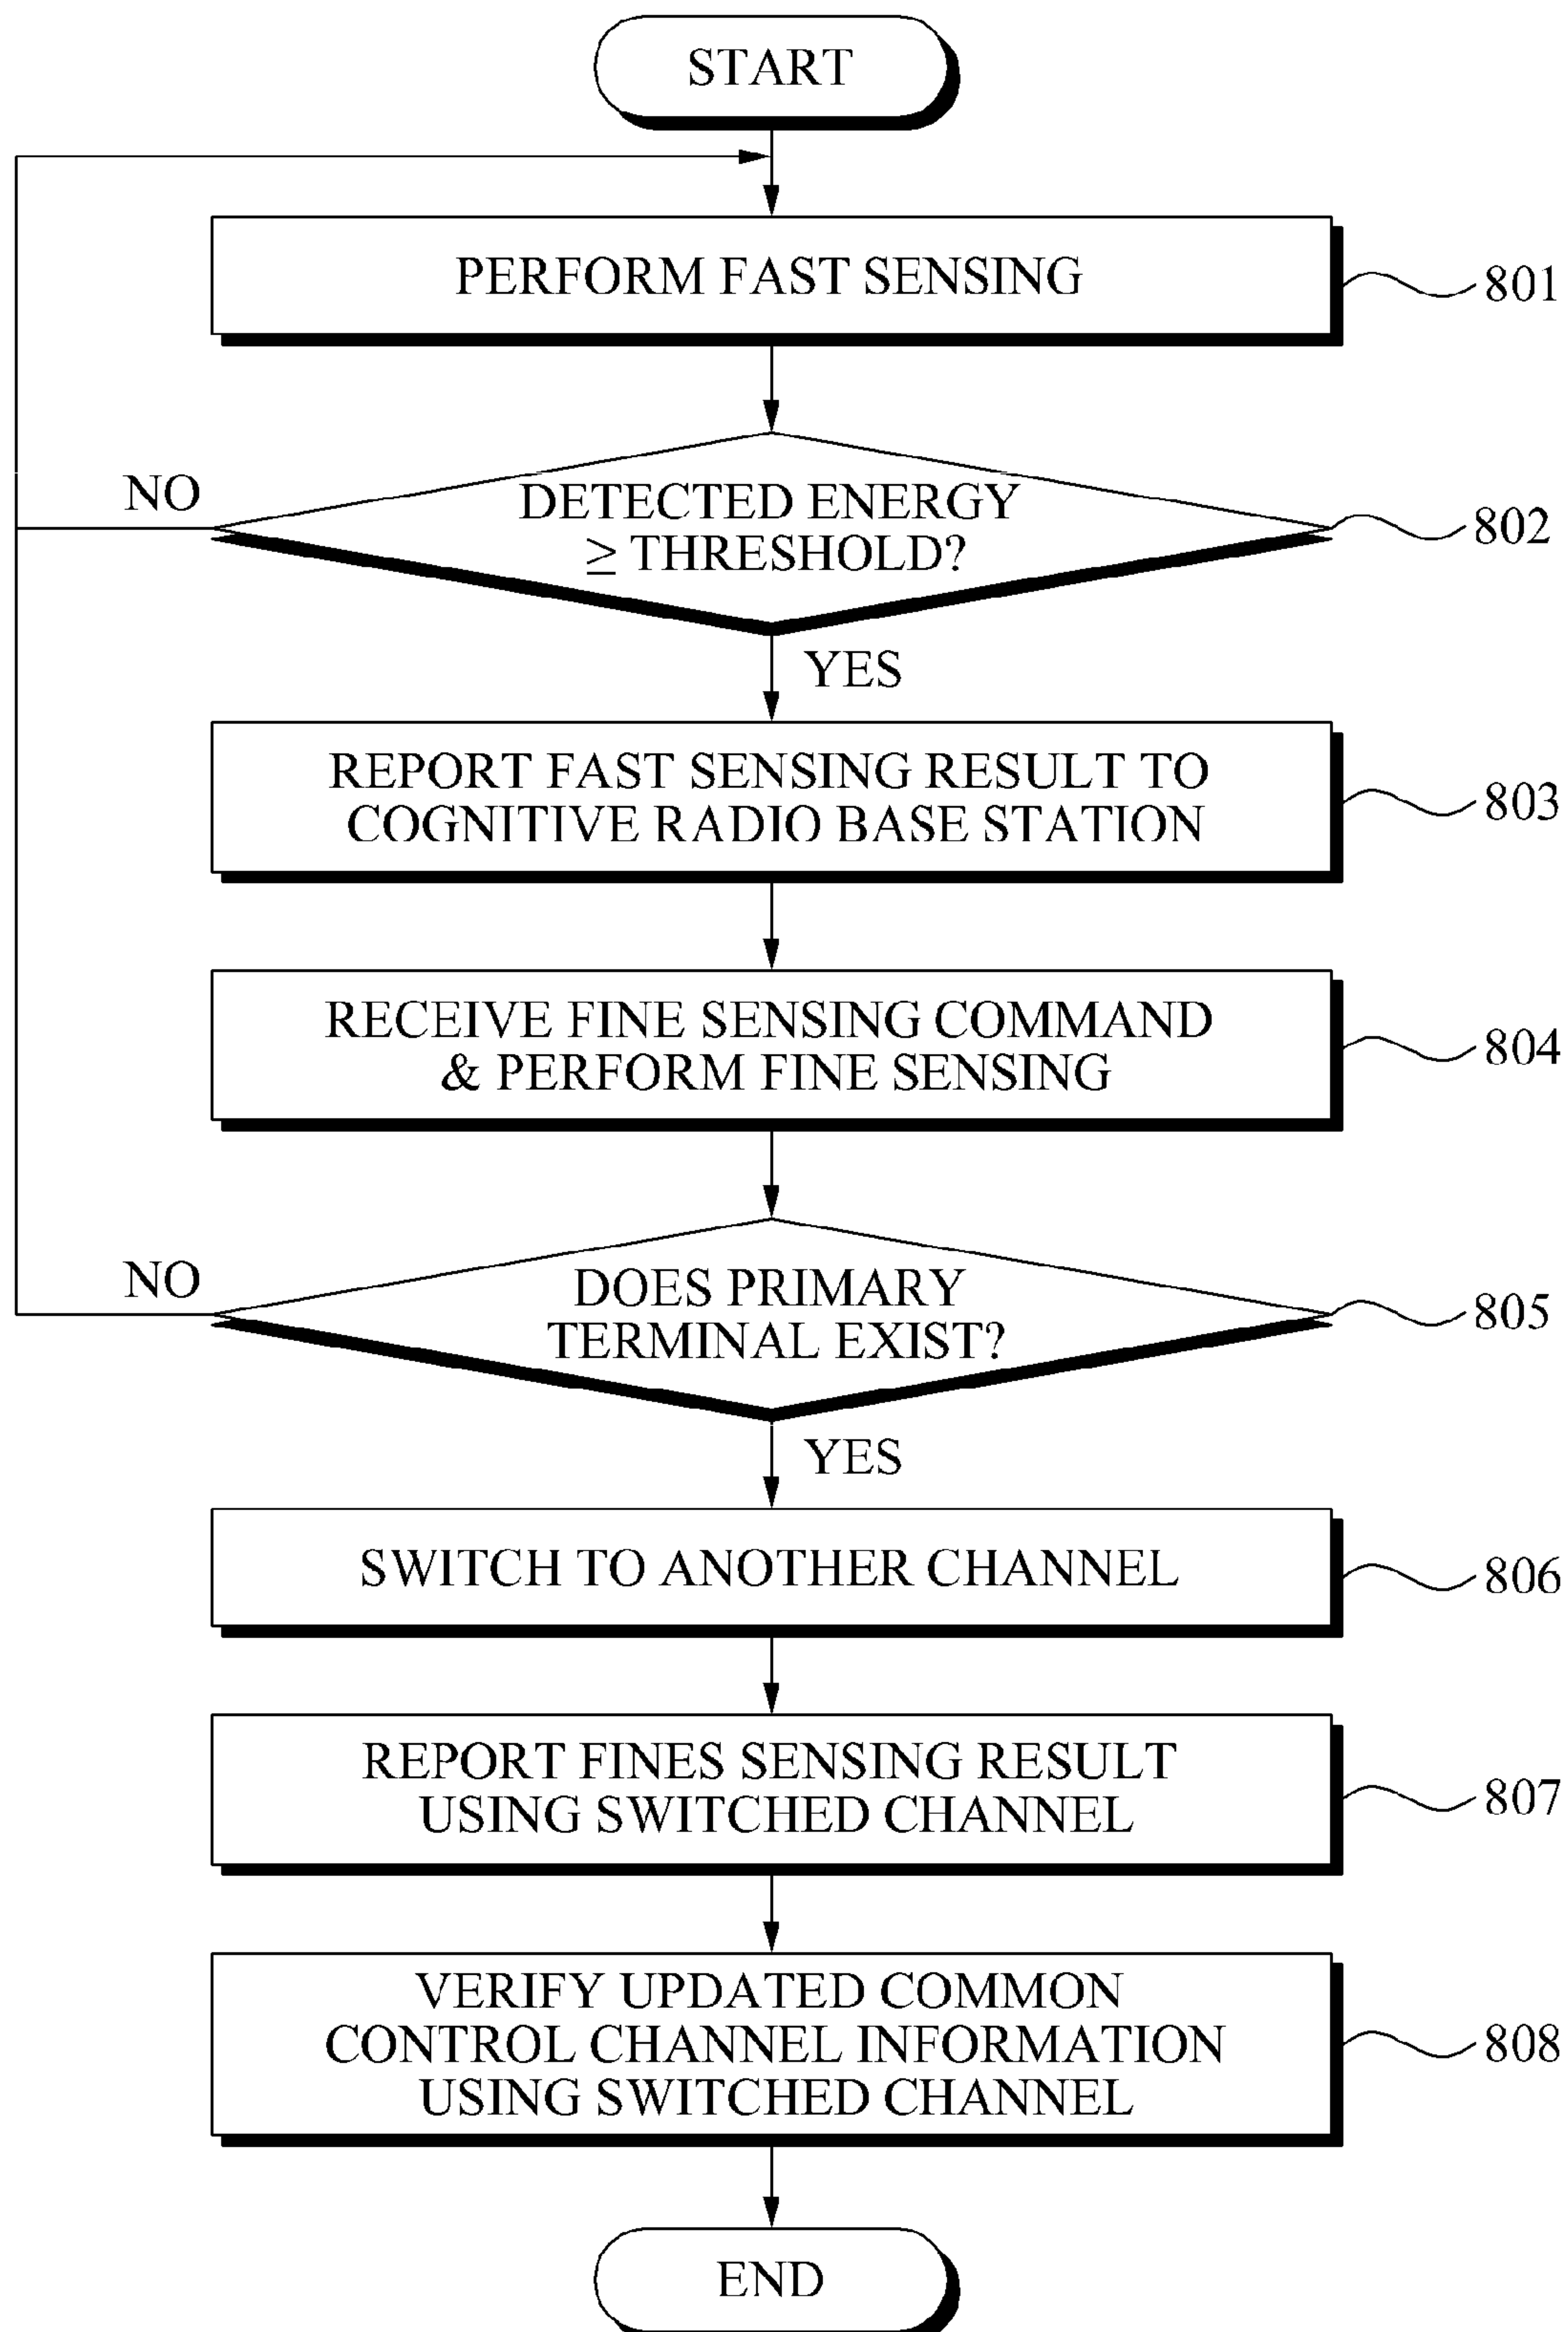 START
PERFORM FAST SENSING
801
NO
DETECTED ENERGY
≥ THRESHOLD?
802
YES
REPORT FAST SENSING RESULT TO
COGNITIVE RADIO BASE STATION
803
RECEIVE FINE SENSING COMMAND
& PERFORM FINE SENSING
804
NO
DOES PRIMARY
TERMINAL EXIST?
805
YES
SWITCH TO ANOTHER CHANNEL
806
REPORT FINES SENSING RESULT
USING SWITCHED CHANNEL
807
VERIFY UPDATED COMMON
CONTROL CHANNEL INFORMATION
USING SWITCHED CHANNEL
808
END